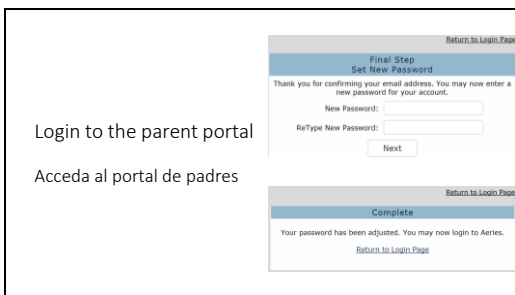 Login to the parent portal
Acceda al portal de padres
Return to Login Page
Final Step
Set New Password
Thank you for confirming your email address. You may now enter a
new password for your account.
New Password:
ReType New Password:
Next
Return to Login Page
Complete
Your password has been adjusted. You may now login to Aeries.
Return to Login Page